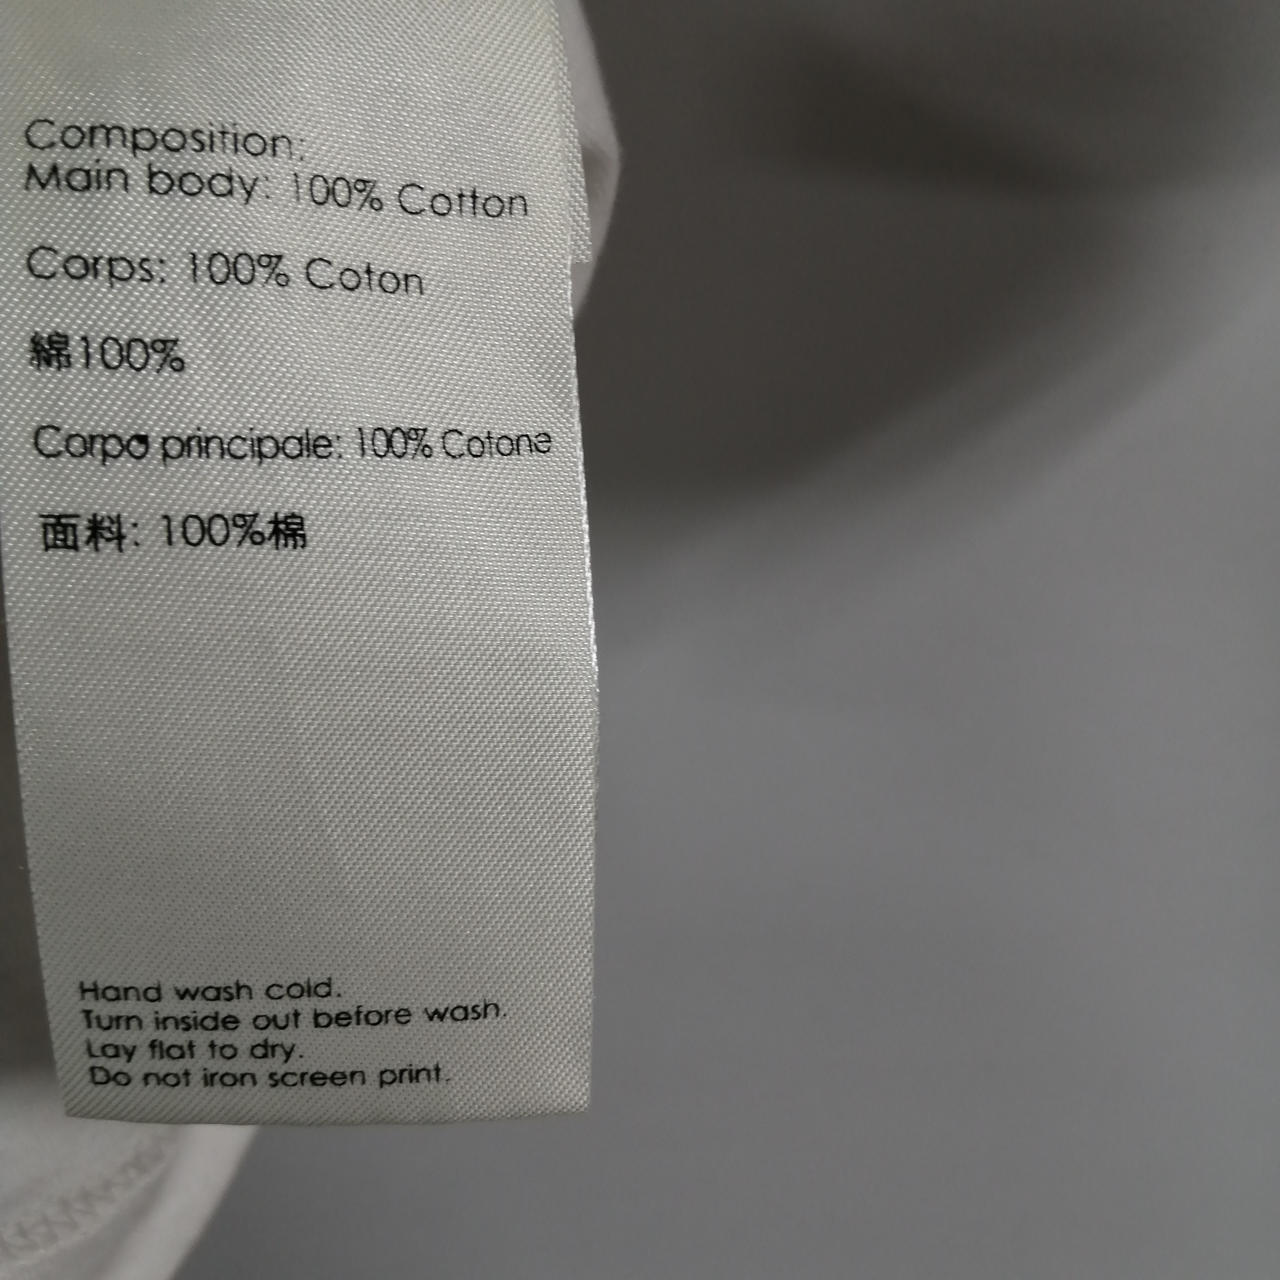 Composition:
Main body: 100% Cotton
Corps: 100% Coton
綿100%
Corpo principale: 100% Cotone
面料: 100%棉
Hand wash cold.
Turn inside out before wash.
Lay flat to dry.
Do not iron screen print.